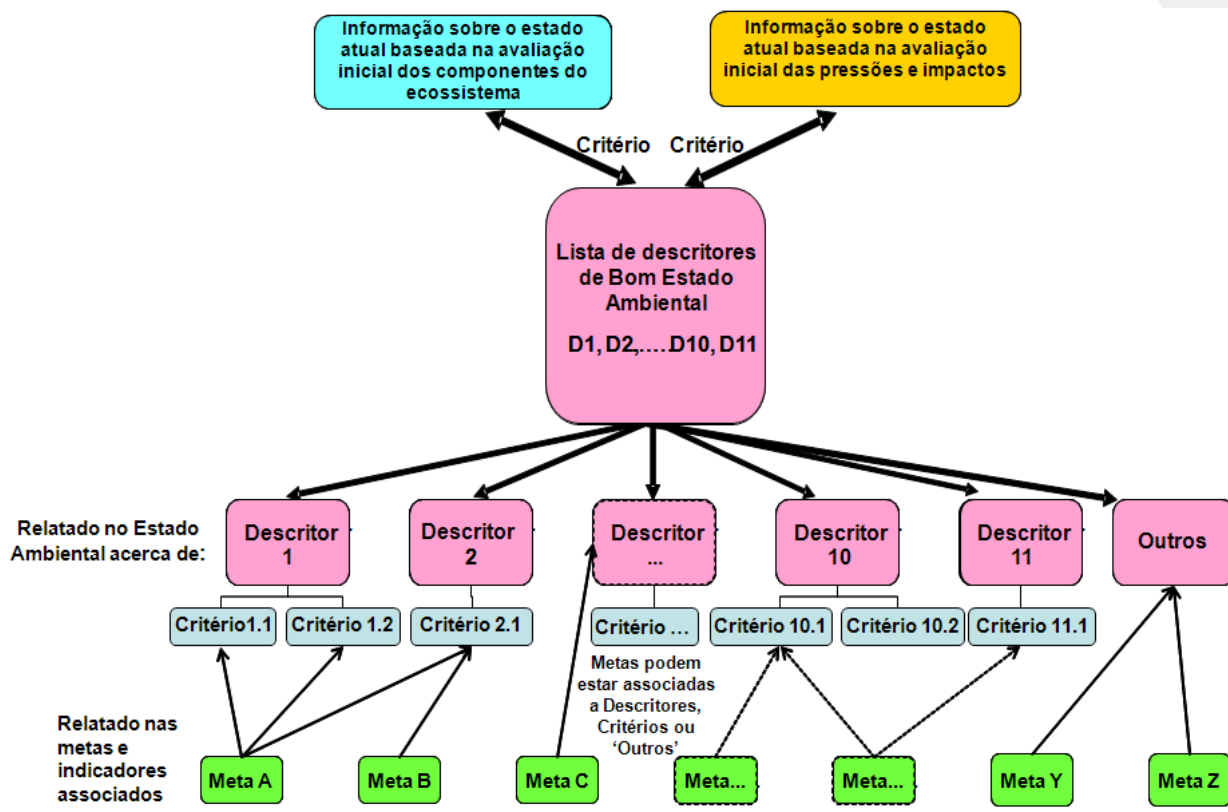 Informação sobre o estado
atual baseada na avaliação
inicial dos componentes do
ecossistema
Informação sobre o estado
atual baseada na avaliação
inicial das pressões e impactos
Critério
Critério
Lista de descritores
de Bom Estado
Ambiental
D1, D2,.....D10, D11
Relatado no Estado
Ambiental acerca de:
Descritor
1
Descritor
2
Descritor
...
Descritor
10
Descritor
11
Outros
Critério1.1
Critério 1.2
Critério 2.1
Critério ...
Critério 10.1
Critério 10.2
Critério 11.1
Metas podem
estar associadas
a Descritores,
Critérios ou
‘Outros’
Relatado nas
metas e
indicadores
associados
Meta A
Meta B
Meta C
Meta...
Meta...
Meta Y
Meta Z